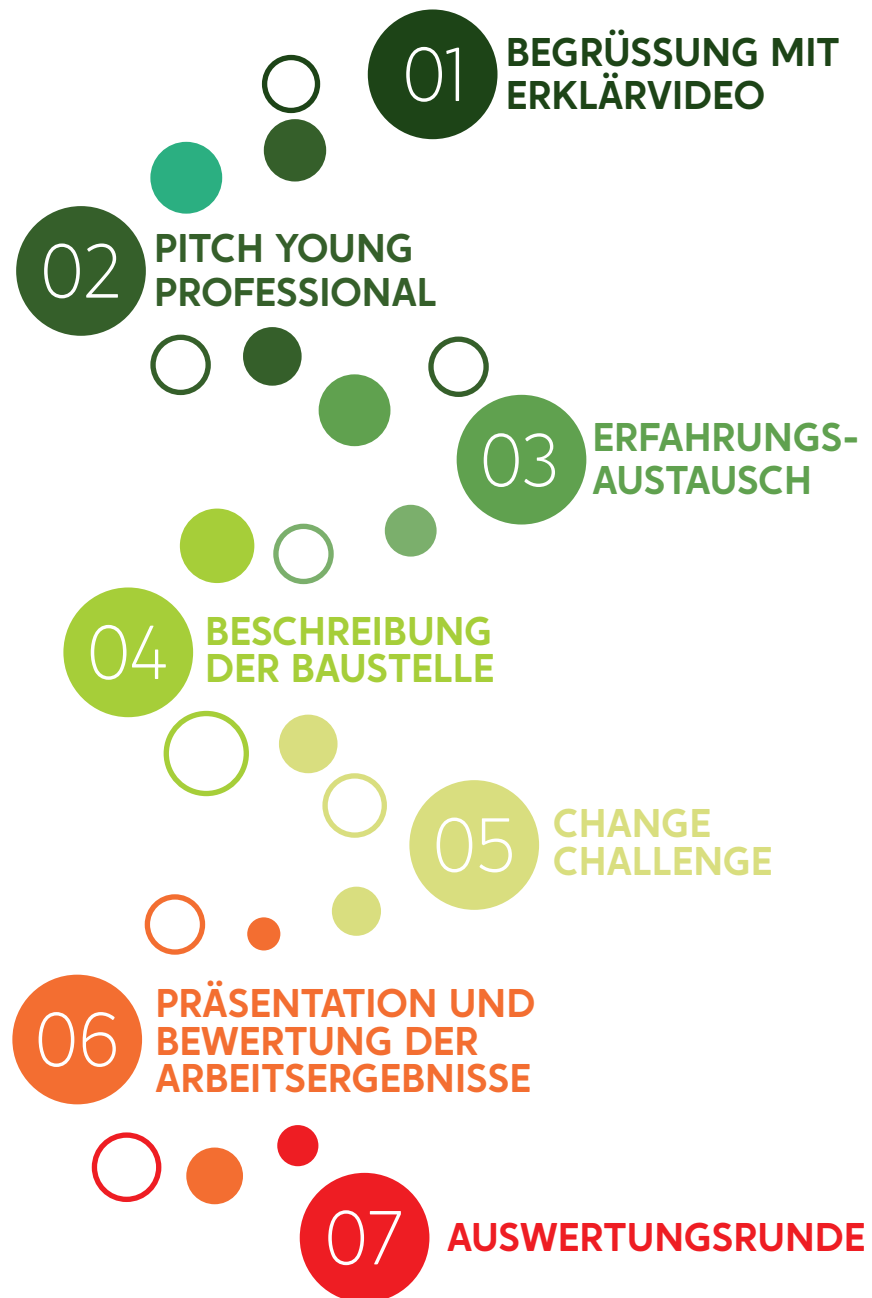 01
BEGRÜSSUNG MIT
ERKLÄRVIDEO
02
PITCH YOUNG
PROFESSIONAL
03
ERFAHRUNGS-
AUSTAUSCH
04
BESCHREIBUNG
DER BAUSTELLE
05
CHANGE
CHALLENGE
06
PRÄSENTATION UND
BEWERTUNG DER
ARBEITSERGEBNISSE
07
AUSWERTUNGSRUNDE